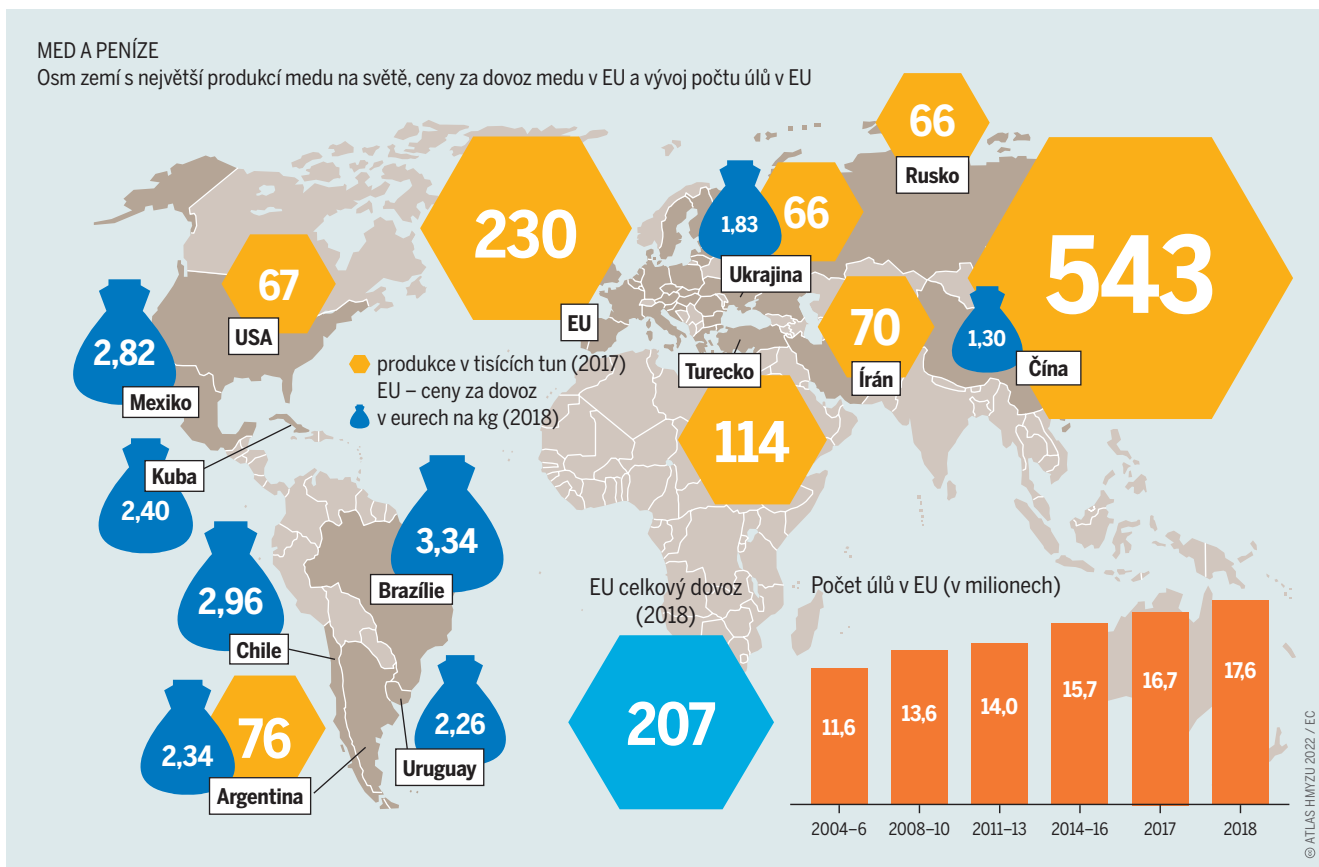 MED A PENÍZE
Osm zemí s největší produkcí medu na světě, ceny za dovoz medu v EU a vývoj počtu úlů v EU
66
Rusko
230
EU
1,83
66
Ukrajina
543
1,30
Čína
67
USA
70
Írán
2,82
Mexiko
produkce v tisících tun (2017)
EU – ceny za dovoz
v eurech na kg (2018)
Turecko
114
Kuba
2,40
3,34
Brazílie
2,96
Chile
2,34
76
Argentina
2,26
Uruguay
EU celkový dovoz
(2018)
207
Počet úlů v EU (v milionech)
11,6
13,6
14,0
15,7
16,7
17,6
2004–6
2008–10
2011–13
2014–16
2017
2018
ATLAS HMYZU 2022 / EC